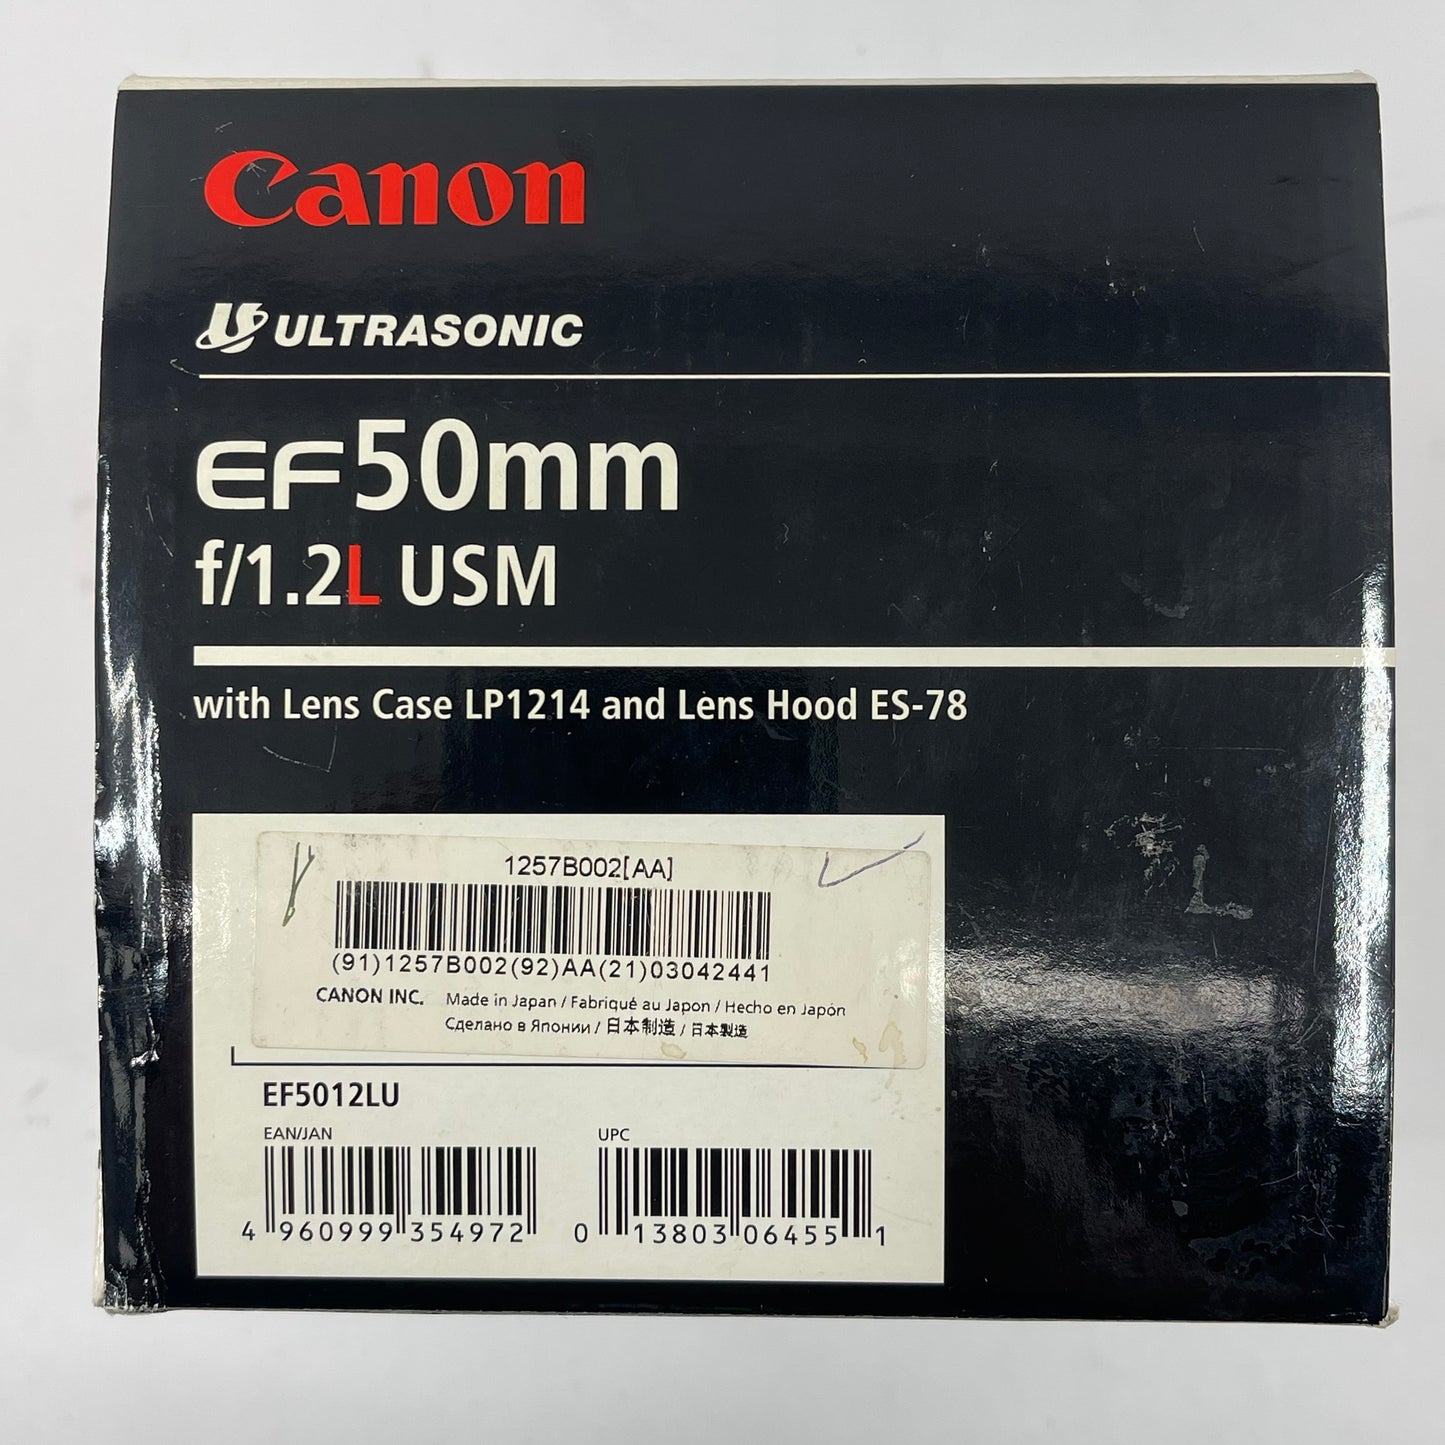 Canon
ULTRASONIC
EF50mm
f/1.2L USM
with Lens Case LP1214 and Lens Hood ES-78
1257B002[AA]
(91)1257B002(92)AA(21)03042441
CANON INC. Made in Japan / Fabriqué au Japon / Hecho en Japón
Сделано в Японии / 日本制造 / 日本製造
EF5012LU
EAN/JAN
4 960999 354972
UPC
0 13803 06455 1